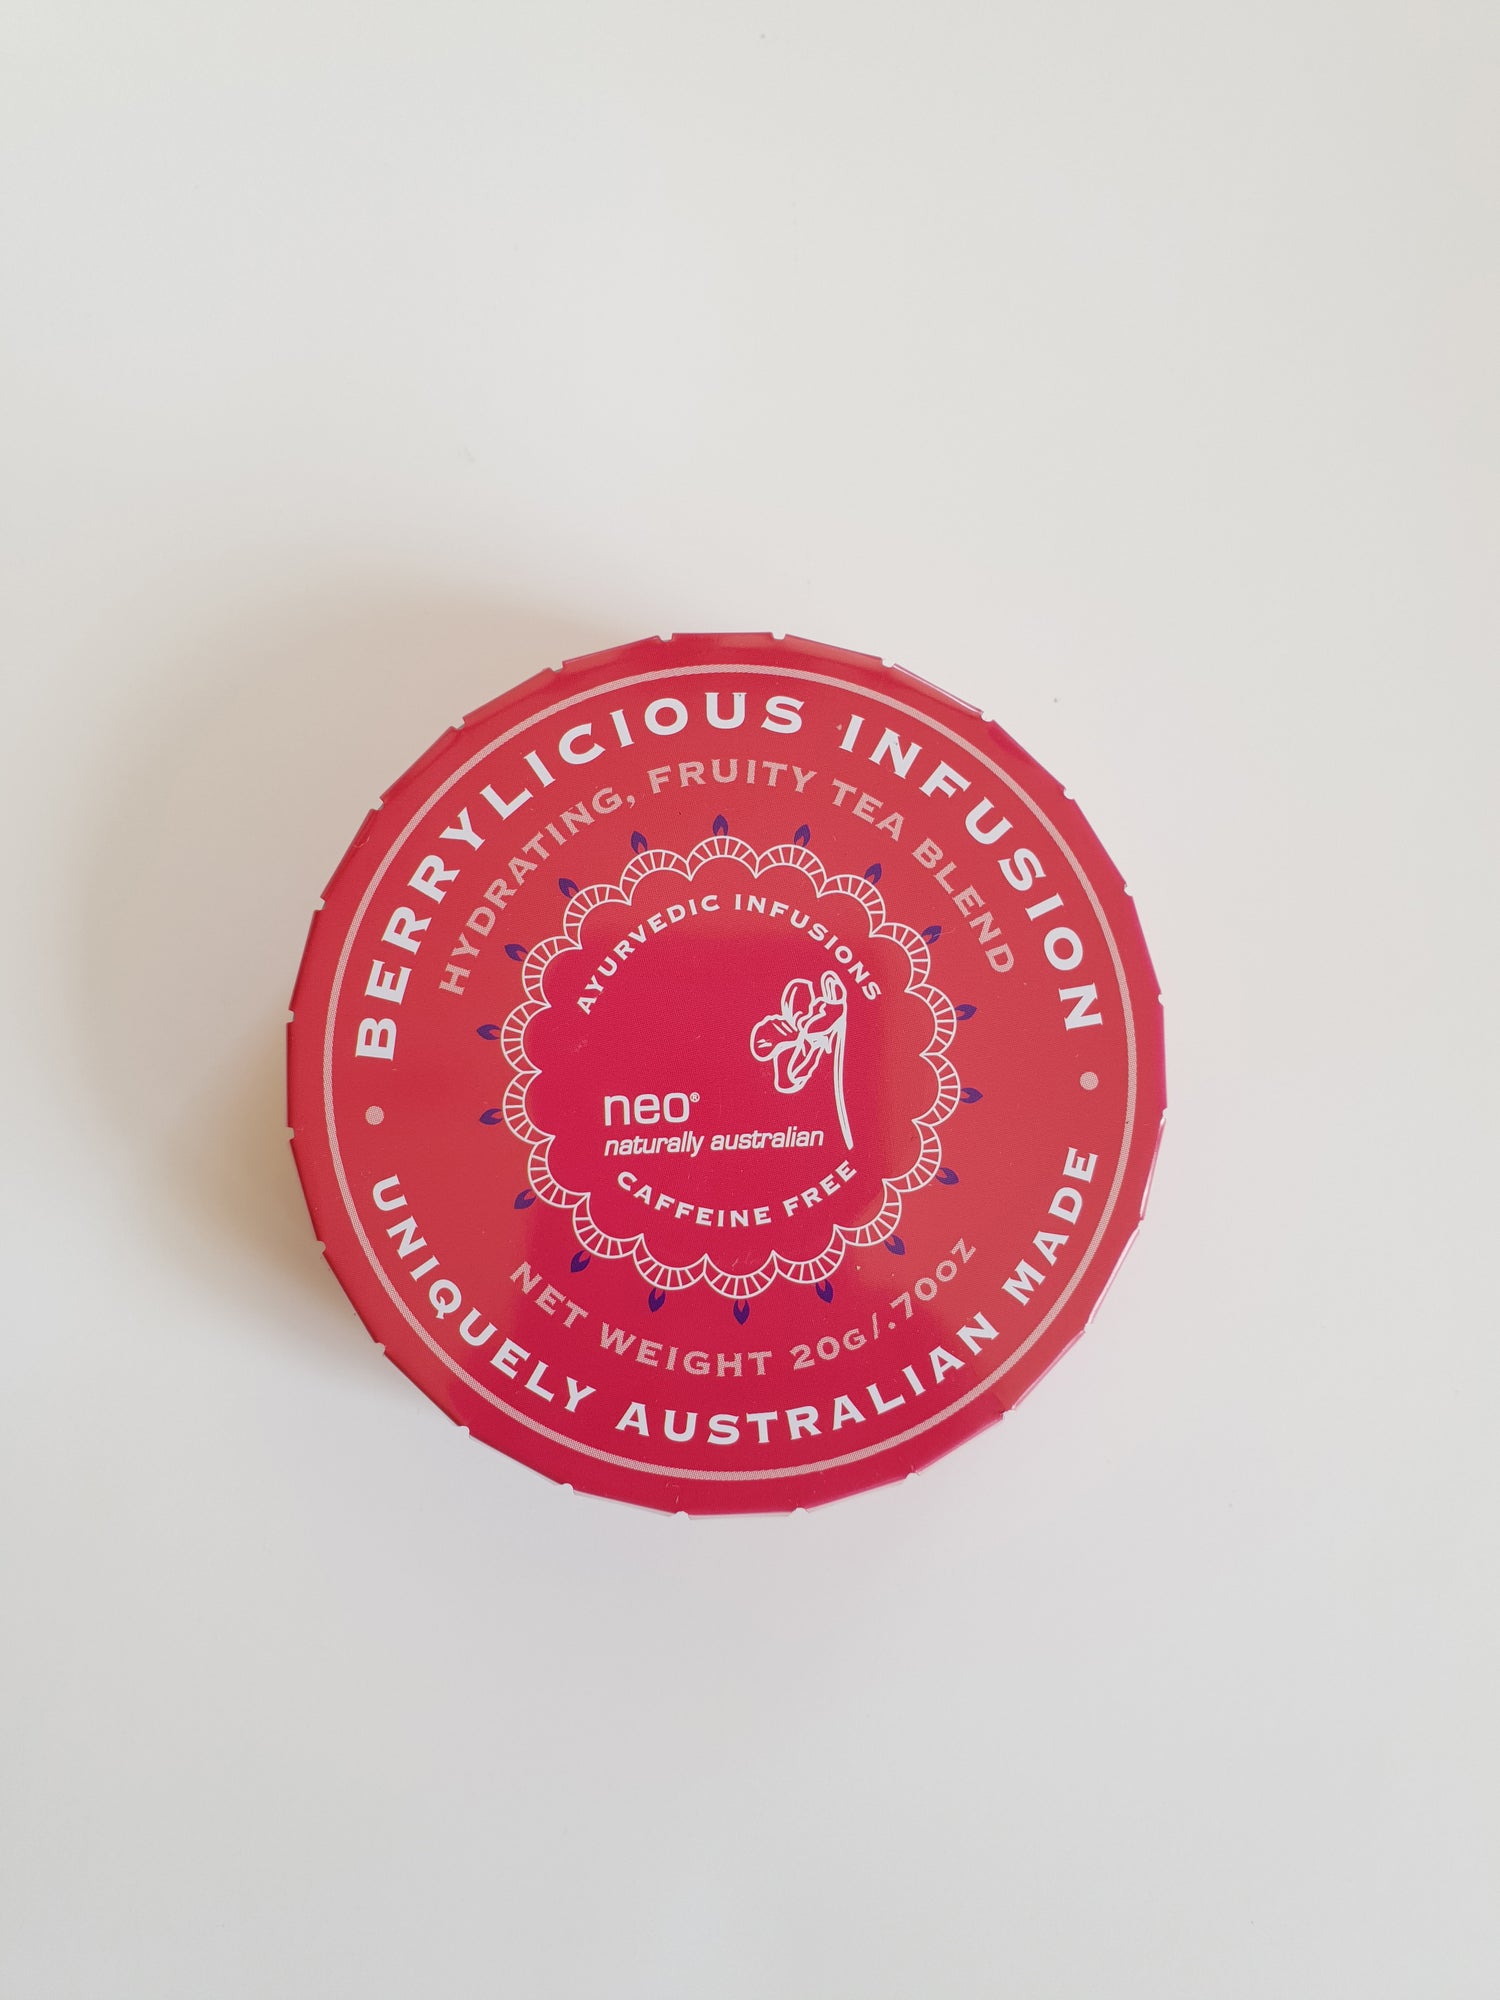 BERRYLICIOUS INFUSION
HYDRATING, FRUITY TEA BLEND
AYURVEDIC INFUSIONS
neo®
naturally australian
CAFFEINE FREE
NET WEIGHT 20G/.70OZ
• UNIQUELY AUSTRALIAN MADE •